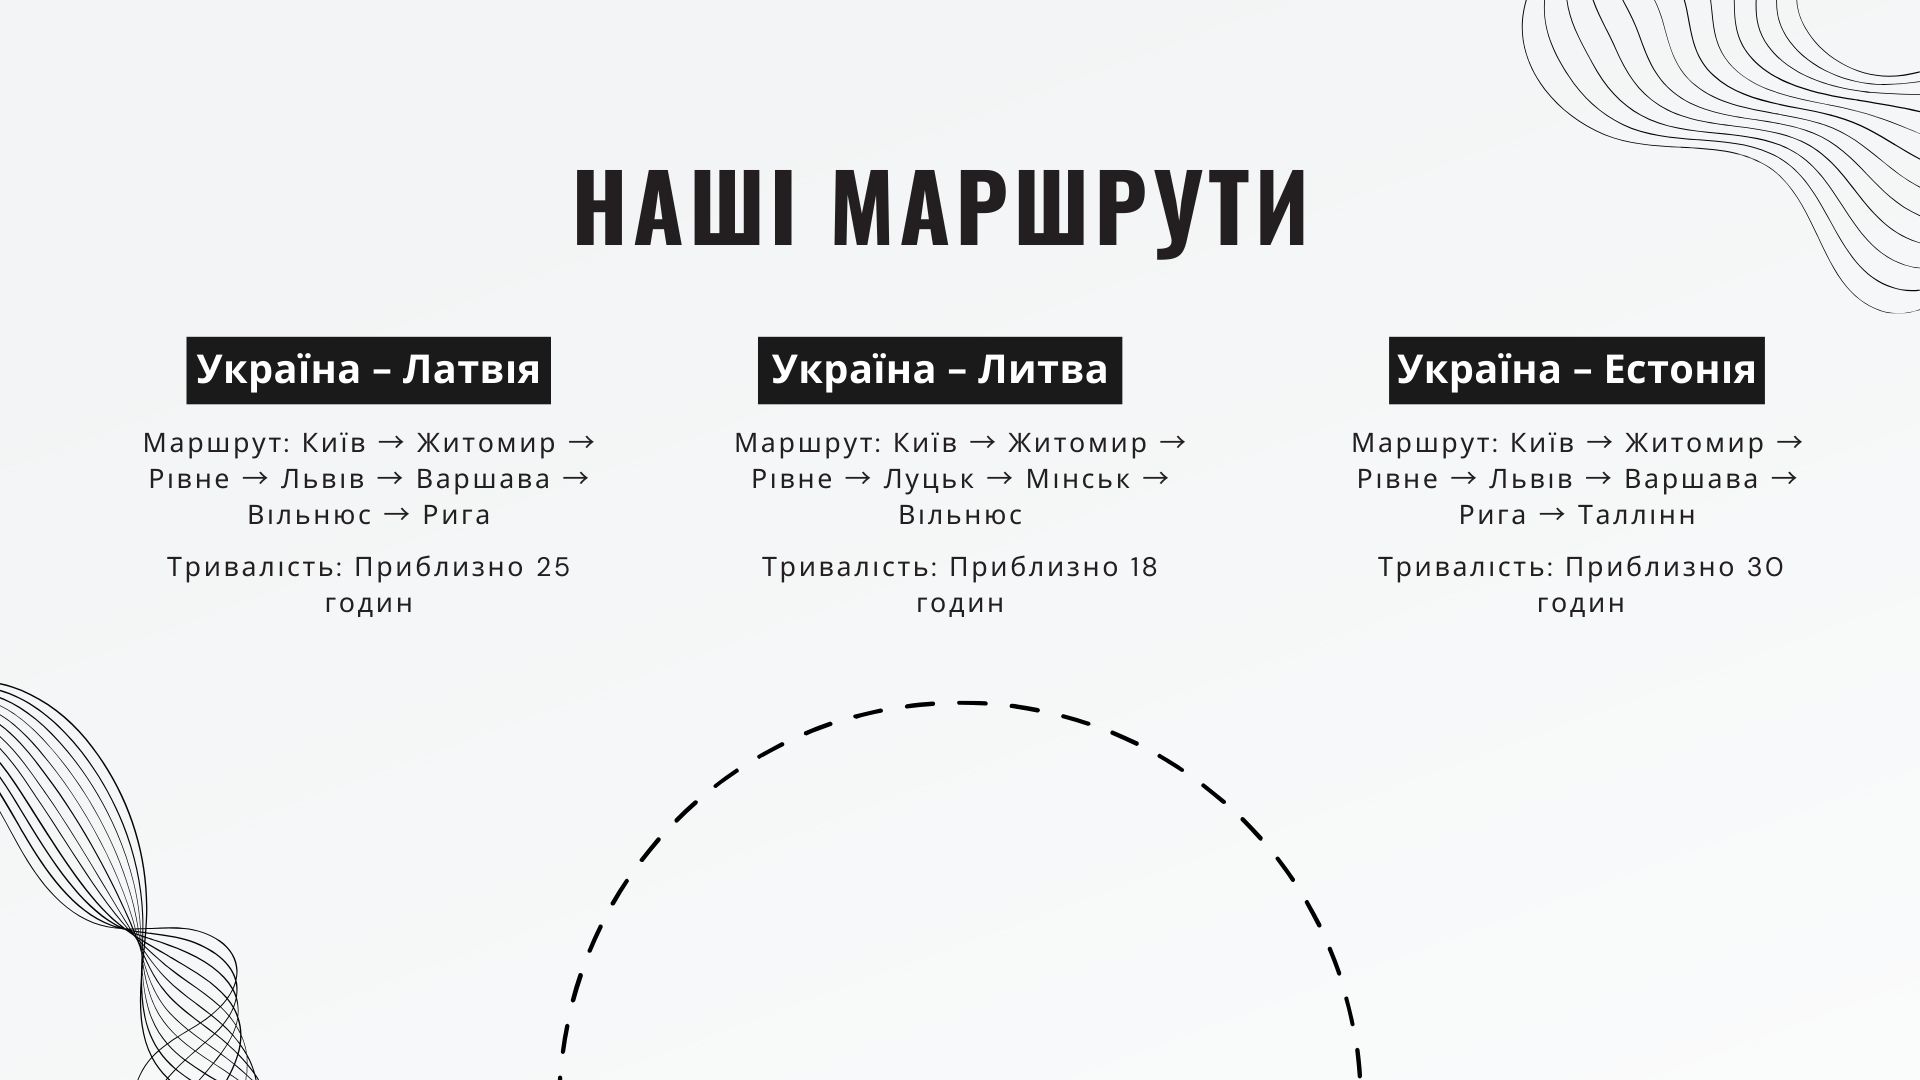 НАШІ МАРШРУТИ
Україна – Латвія
Маршрут: Київ → Житомир →
Рівне → Львів → Варшава →
Вільнюс → Рига
Тривалість: Приблизно 25
годин
Україна – Литва
Маршрут: Київ → Житомир →
Рівне → Луцьк → Мінськ →
Вільнюс
Тривалість: Приблизно 18
годин
Україна – Естонія
Маршрут: Київ → Житомир →
Рівне → Львів → Варшава →
Рига → Таллінн
Тривалість: Приблизно 30
годин